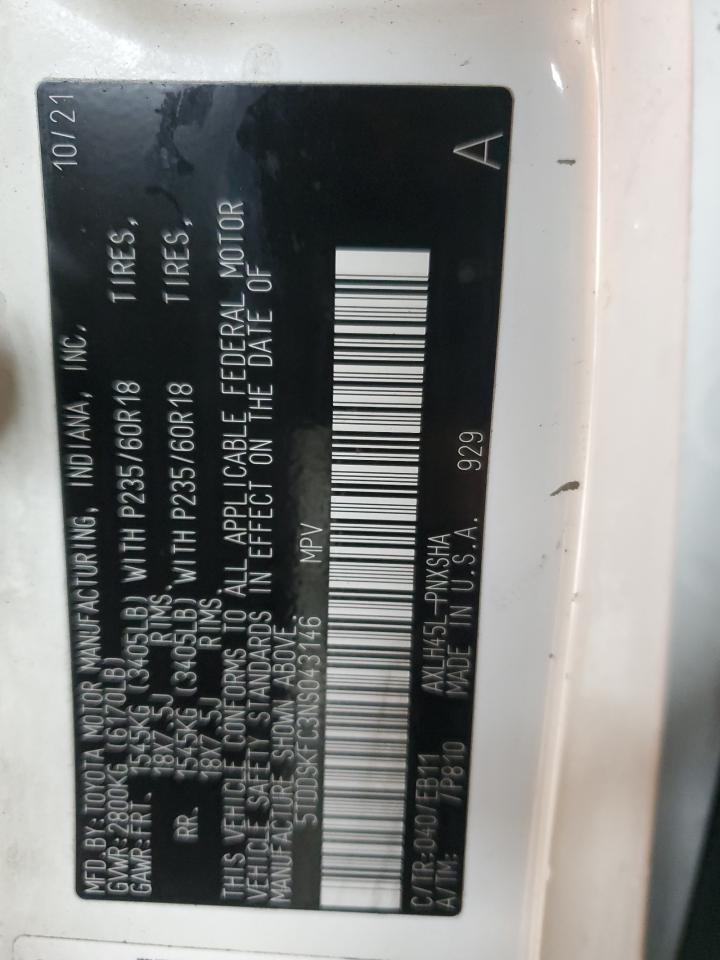 MFD.BY:TOYOTA MOTOR MANUFACTURING, INDIANA, INC. 10/21
GVWR:2800KG (6170LB)
GAWR:FRT. 1545KG (3405LB) WITH P235/60R18 TIRES,
18X7.5J RIMS.
RR. 1545KG (3405LB) WITH P235/60R18 TIRES,
18X7.5J RIMS.
THIS VEHICLE CONFORMS TO ALL APPLICABLE FEDERAL MOTOR
VEHICLE SAFETY STANDARDS IN EFFECT ON THE DATE OF
MANUFACTURE SHOWN ABOVE.
5TDDSKFC3NS043146 MPV
A
C/TR:040/EB11 AXLH45L-PNXSHA
A/TM: /P810 MADE IN U.S.A. 929